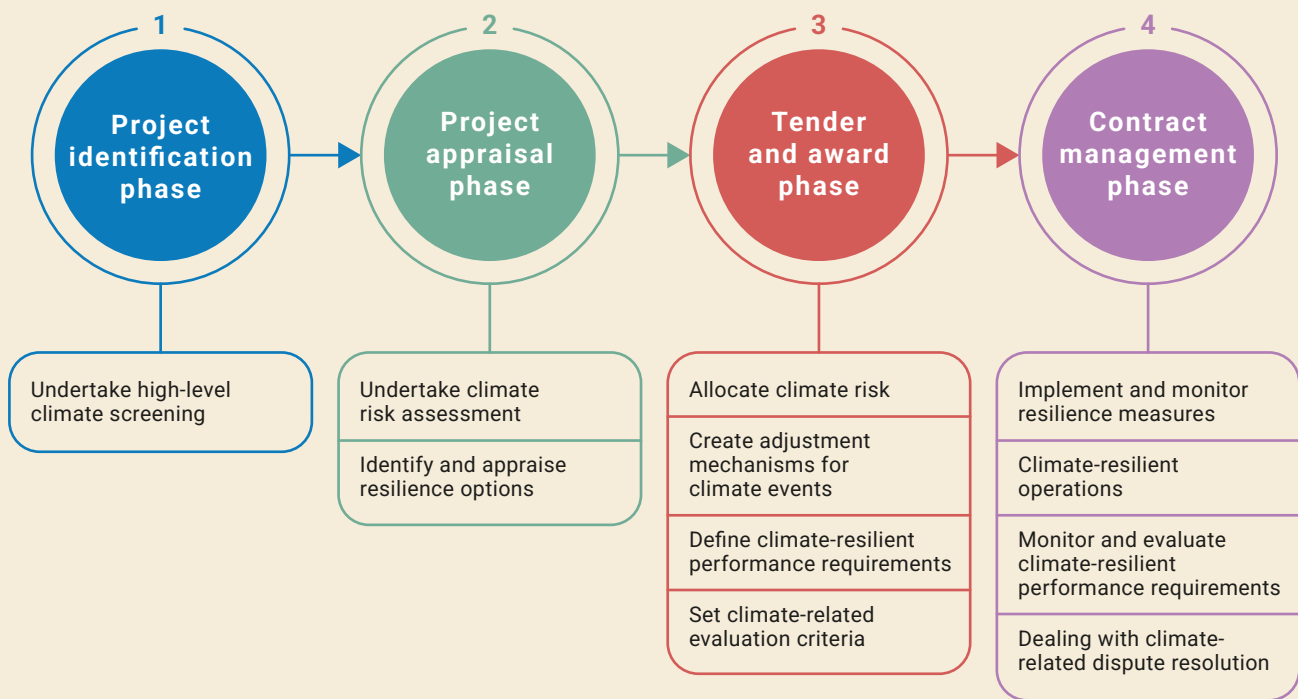 1
Project
identification
phase
Undertake high-level
climate screening
2
Project
appraisal
phase
Undertake climate
risk assessment
Identify and appraise
resilience options
3
Tender
and award
phase
Allocate climate risk
Create adjustment
mechanisms for
climate events
Define climate-resilient
performance requirements
Set climate-related
evaluation criteria
4
Contract
management
phase
Implement and monitor
resilience measures
Climate-resilient
operations
Monitor and evaluate
climate-resilient
performance requirements
Dealing with climate-
related dispute resolution